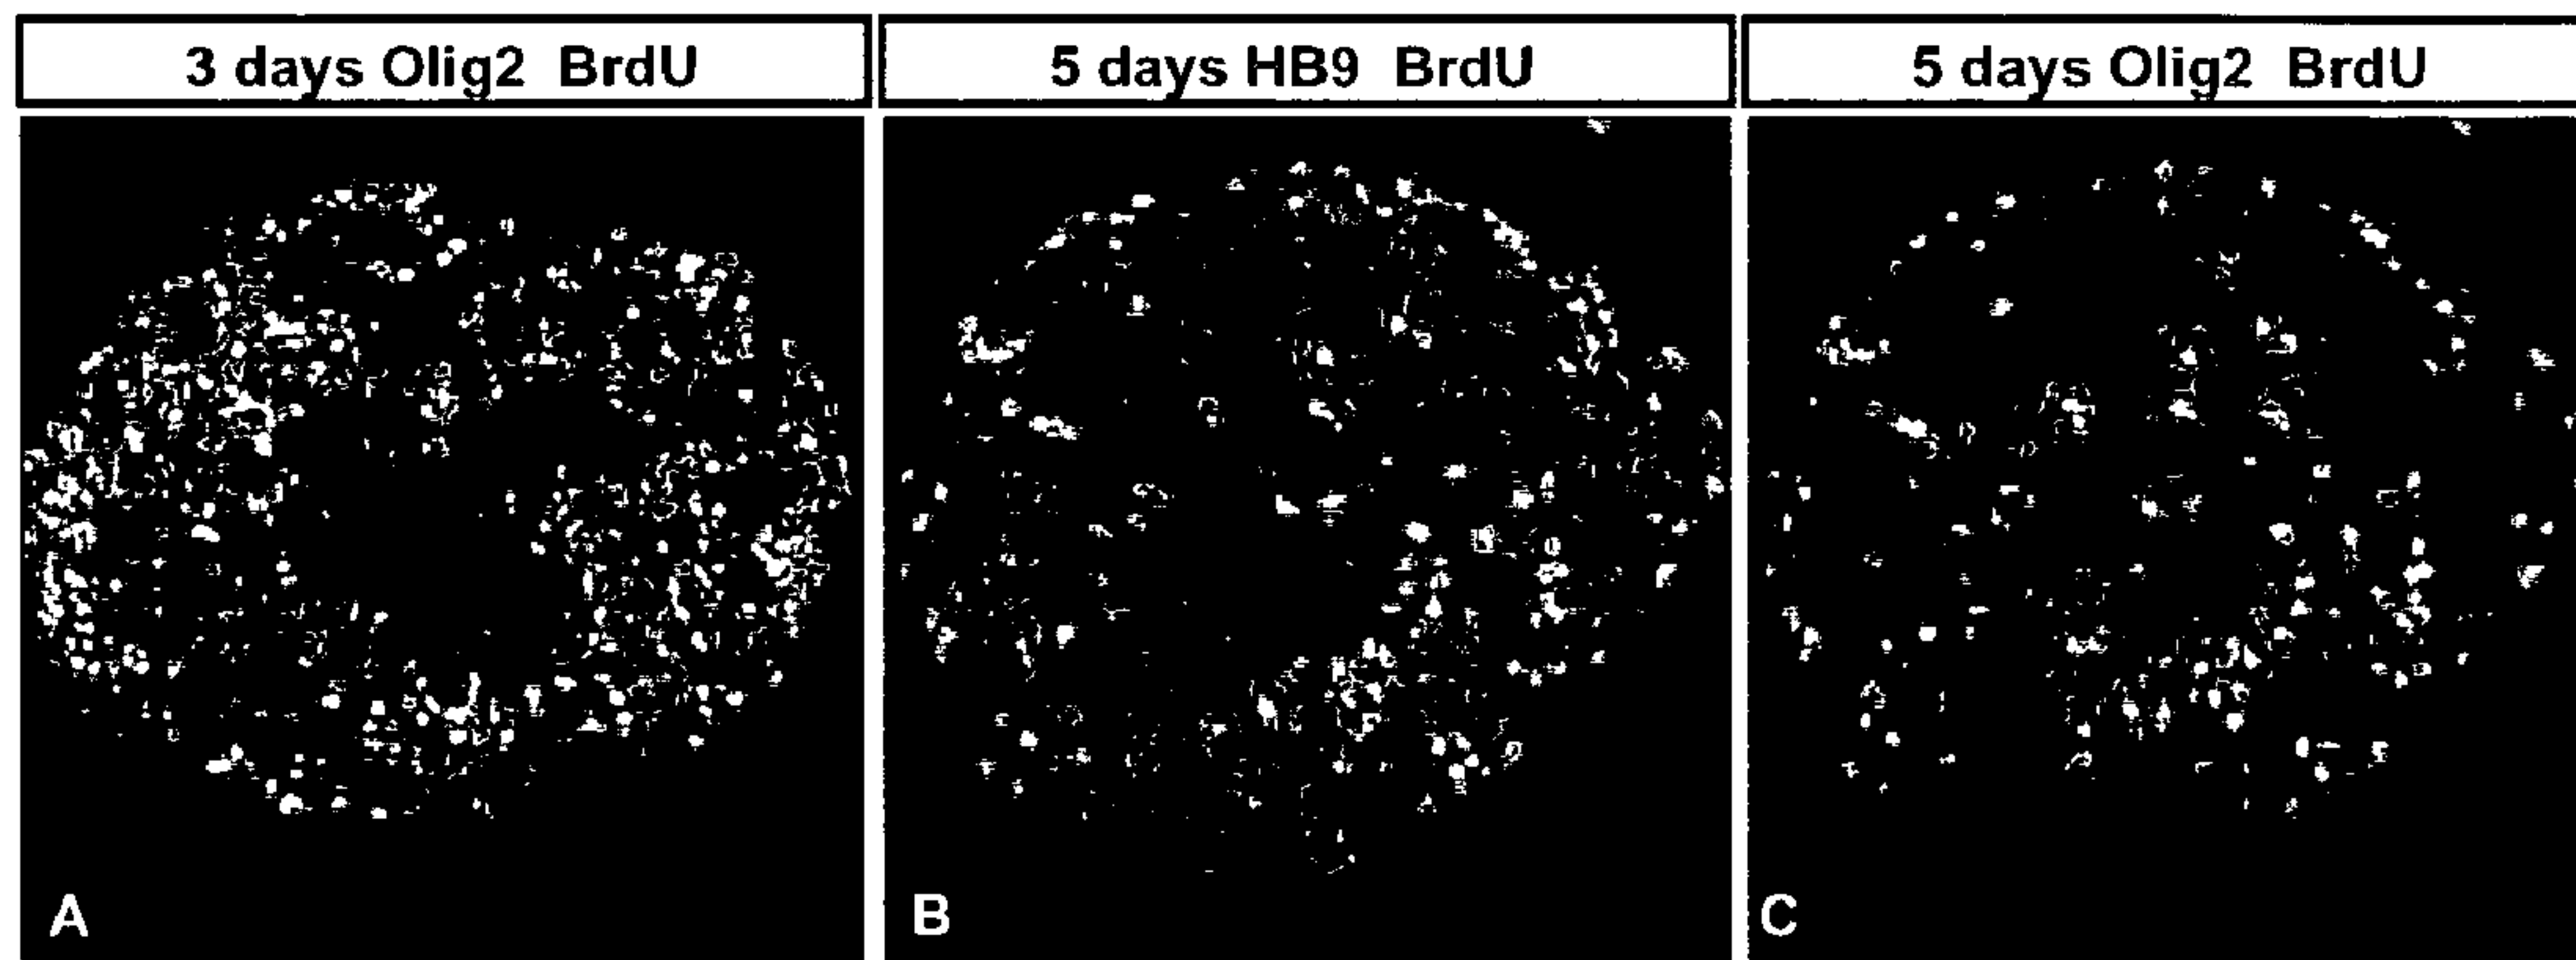 3 days Olig2 BrdU
5 days HB9 BrdU
5 days Olig2 BrdU
A
B
C